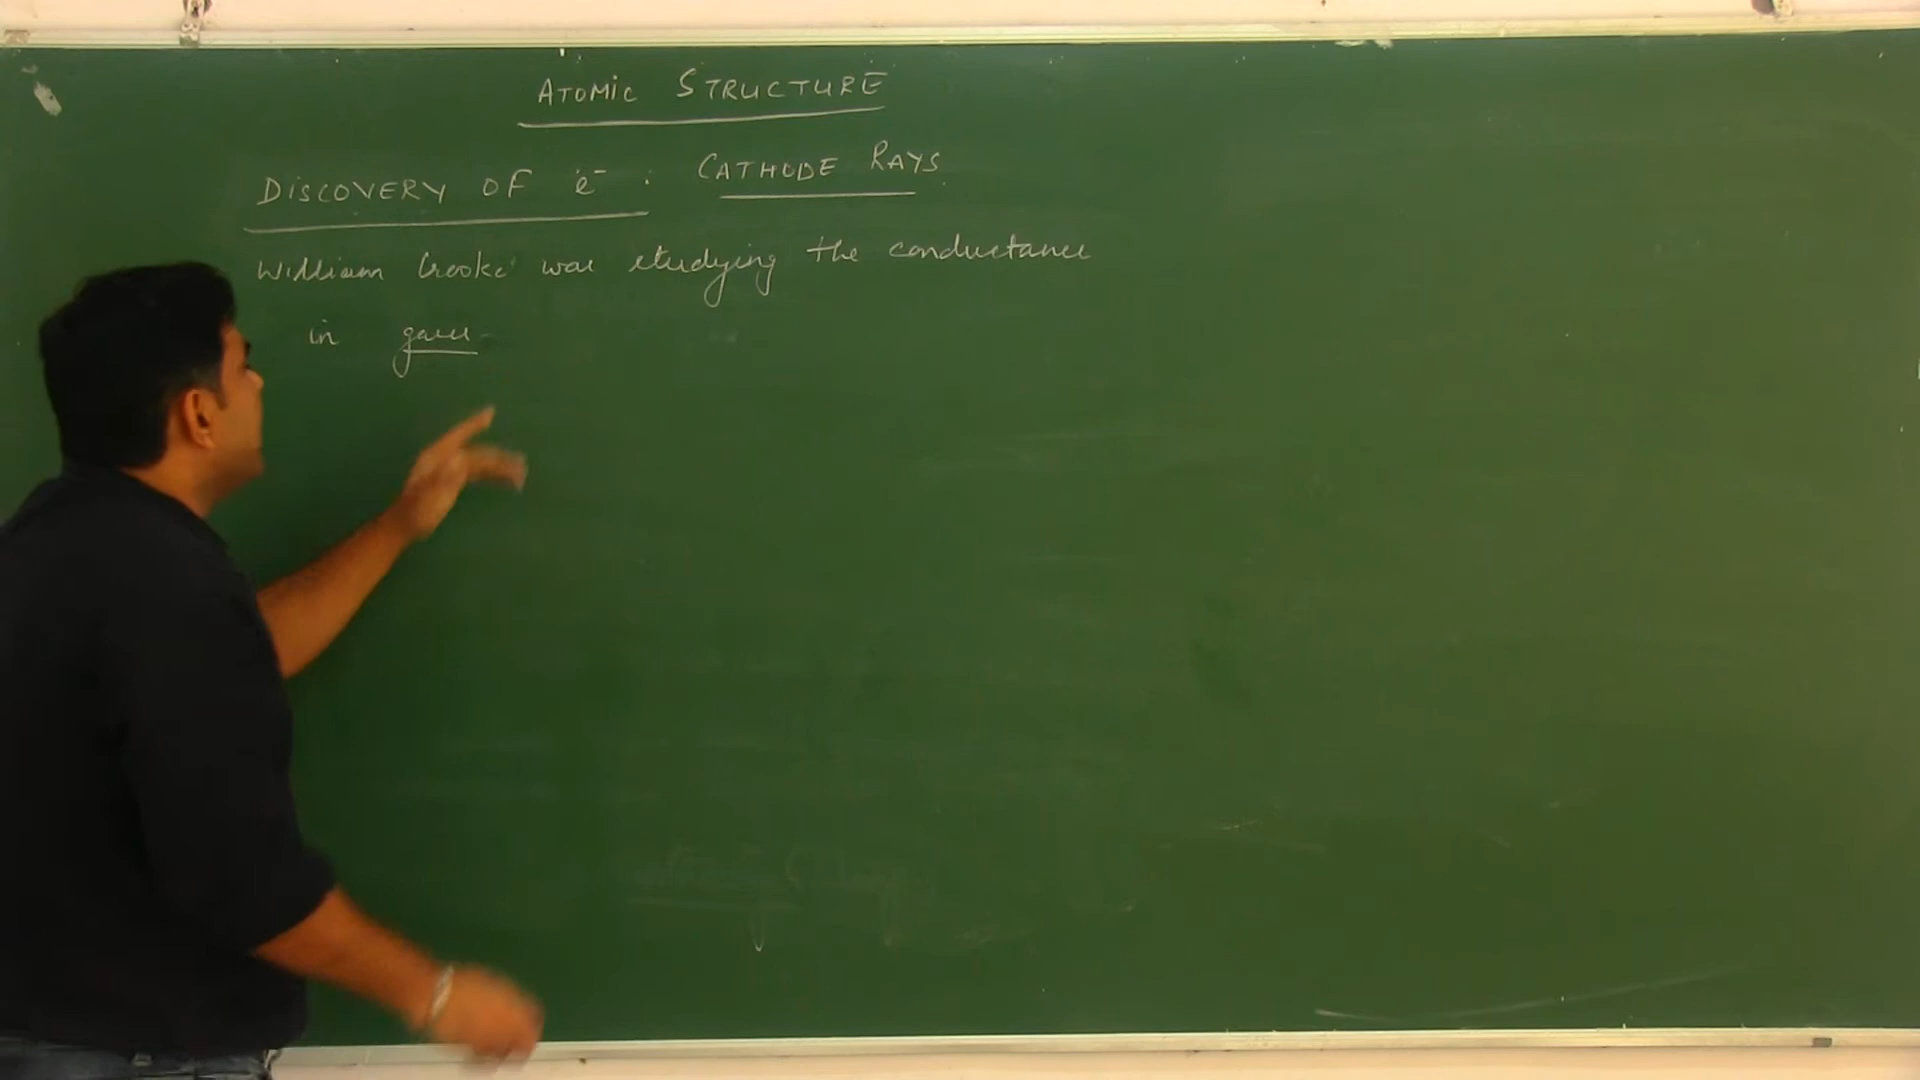 ATOMIC STRUCTURE
DISCOVERY OF e⁻ : CATHODE RAYS
William Crooke was studying the conductance
in gases